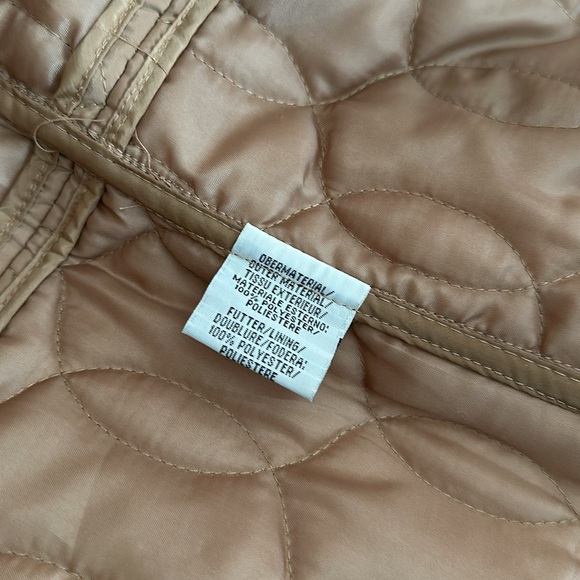 OBERMATERIAL/
OUTER MATERIAL/
TISSU EXTERIEUR/
MATERIALE ESTERNO:
100% POLYESTER/
POLIESTERE
FUTTER/LINING/
DOUBLURE/FODERA:
100% POLYESTER/
POLIESTERE